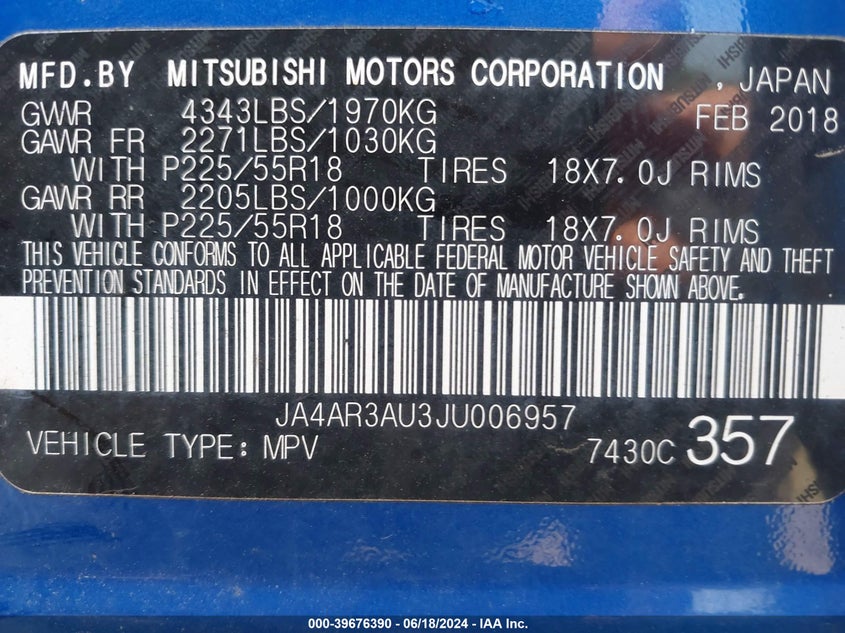 MFD.BY MITSUBISHI MOTORS CORPORATION , JAPAN
GVWR 4343LBS/1970KG FEB 2018
GAWR FR 2271LBS/1030KG
WITH P225/55R18 TIRES 18X7.0J RIMS
GAWR RR 2205LBS/1000KG
WITH P225/55R18 TIRES 18X7.0J RIMS
THIS VEHICLE CONFORMS TO ALL APPLICABLE FEDERAL MOTOR VEHICLE SAFETY AND THEFT
PREVENTION STANDARDS IN EFFECT ON THE DATE OF MANUFACTURE SHOWN ABOVE.
JA4AR3AU3JU006957
VEHICLE TYPE: MPV 7430C 357
000-39676390 - 06/18/2024 - IAA Inc.